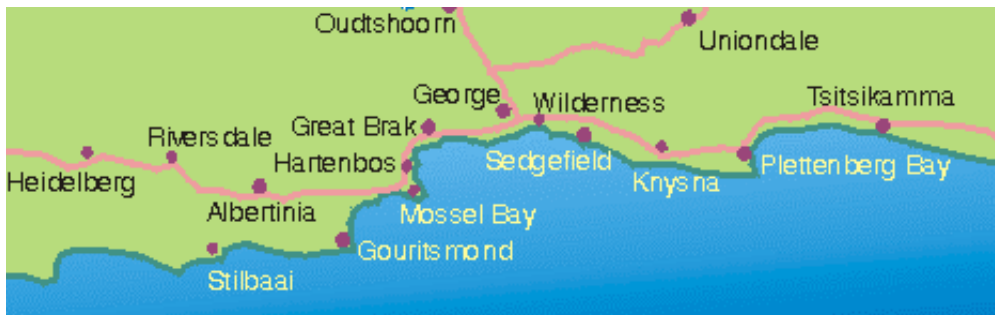 Oudtshoorn
Uniondale
George
Wilderness
Tsitsikamma
Great Brak
Riversdale
Hartenbos
Sedgefield
Knysna
Plettenberg Bay
Heidelberg
Albertinia
Mossel Bay
Gouritsmond
Stilbaai